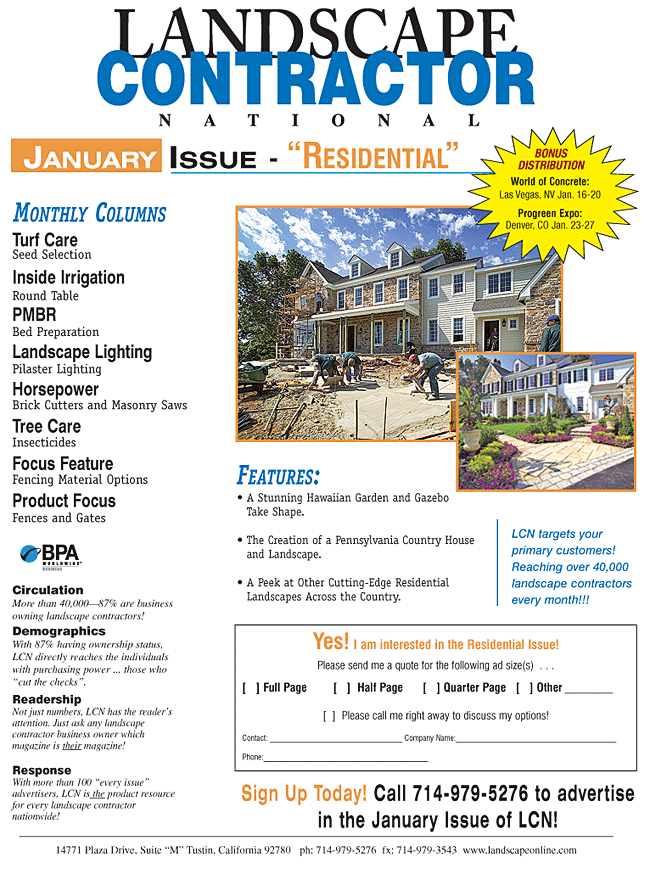 LANDSCAPE
CONTRACTOR
NATIONAL
JANUARY ISSUE - “RESIDENTIAL”
BONUS
DISTRIBUTION
World of Concrete:
Las Vegas, NV Jan. 16-20
Progreen Expo:
Denver, CO Jan. 23-27
MONTHLY COLUMNS
Turf Care
Seed Selection
Inside Irrigation
Round Table
PMBR
Bed Preparation
Landscape Lighting
Pilaster Lighting
Horsepower
Brick Cutters and Masonry Saws
Tree Care
Insecticides
Focus Feature
Fencing Material Options
Product Focus
Fences and Gates
BPA
WORLDWIDE
Circulation
More than 40,000—87% are business
owning landscape contractors!
Demographics
With 87% having ownership status,
LCN directly reaches the individuals
with purchasing power ... those who
“cut the checks”.
Readership
Not just numbers, LCN has the reader’s
attention. Just ask any landscape
contractor business owner which
magazine is their magazine!
Response
With more than 100 “every issue”
advertisers, LCN is the product resource
for every landscape contractor
nationwide!
FEATURES:
• A Stunning Hawaiian Garden and Gazebo
Take Shape.
• The Creation of a Pennsylvania Country House
and Landscape.
• A Peek at Other Cutting-Edge Residential
Landscapes Across the Country.
LCN targets your
primary customers!
Reaching over 40,000
landscape contractors
every month!!!
Yes! I am interested in the Residential Issue!
Please send me a quote for the following ad size(s) . . .
[ ] Full Page [ ] Half Page [ ] Quarter Page [ ] Other ________
[ ] Please call me right away to discuss my options!
Contact: ____________________ Company Name: ____________________
Phone: ____________________
Sign Up Today! Call 714-979-5276 to advertise
in the January Issue of LCN!
14771 Plaza Drive, Suite “M” Tustin, California 92780 ph: 714-979-5276 fx: 714-979-3543 www.landscapeonline.com